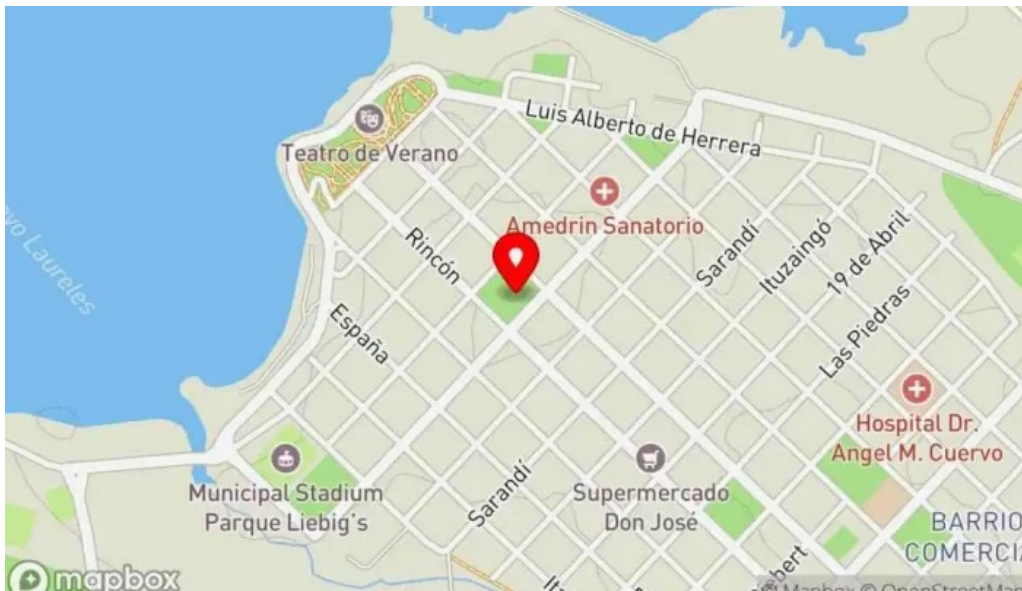 Luis Alberto de Herrera
Teatro de Verano
Amedrin Sanatorio
Rincón
Sarandí
Ituzaingó
19 de Abril
España
Las Piedras
Hospital Dr.
Angel M. Cuervo
Municipal Stadium
Parque Liebig's
Sarandí
Supermercado
Don José
BARRIO
mapbox
© OpenStreetMap